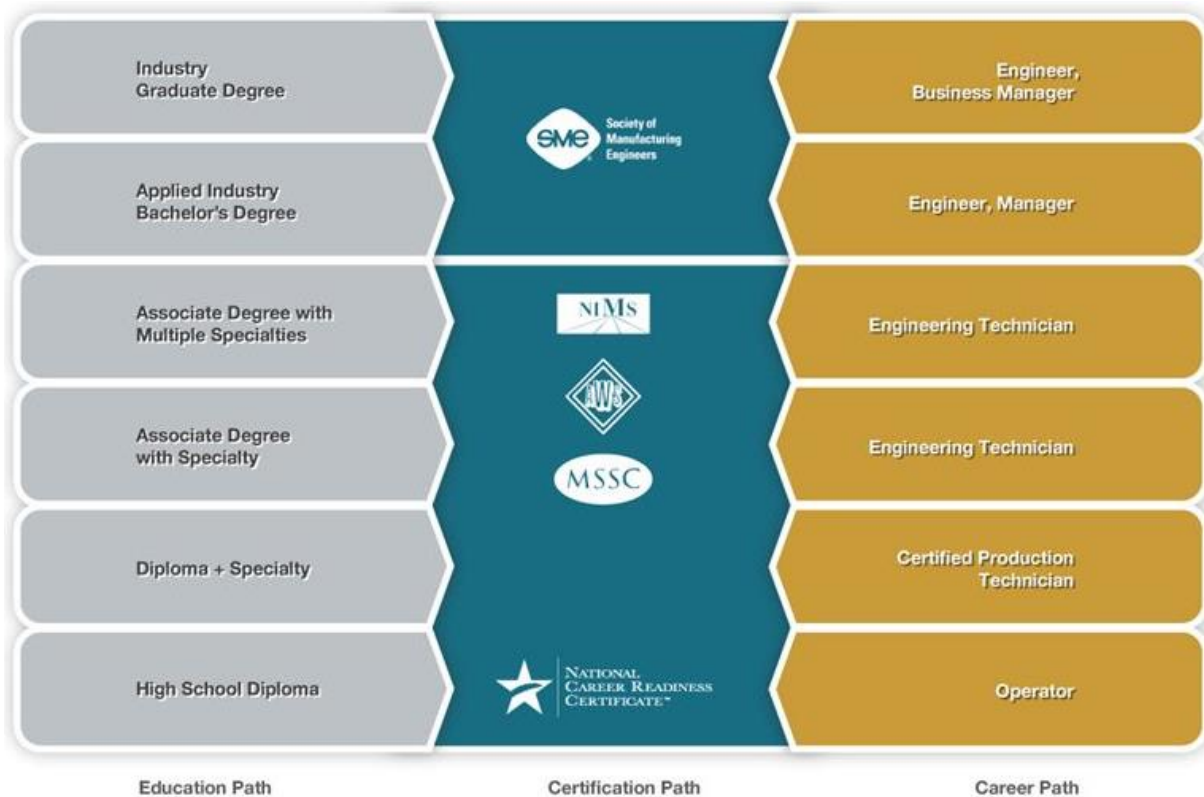 Industry
Graduate Degree
SME
Society of
Manufacturing
Engineers
Engineer,
Business Manager
Applied Industry
Bachelor's Degree
Engineer, Manager
Associate Degree with
Multiple Specialties
NIMS
Engineering Technician
AWS
Associate Degree
with Specialty
MSSC
Engineering Technician
Diploma + Specialty
Certified Production
Technician
High School Diploma
NATIONAL
CAREER READINESS
CERTIFICATE™
Operator
Education Path
Certification Path
Career Path